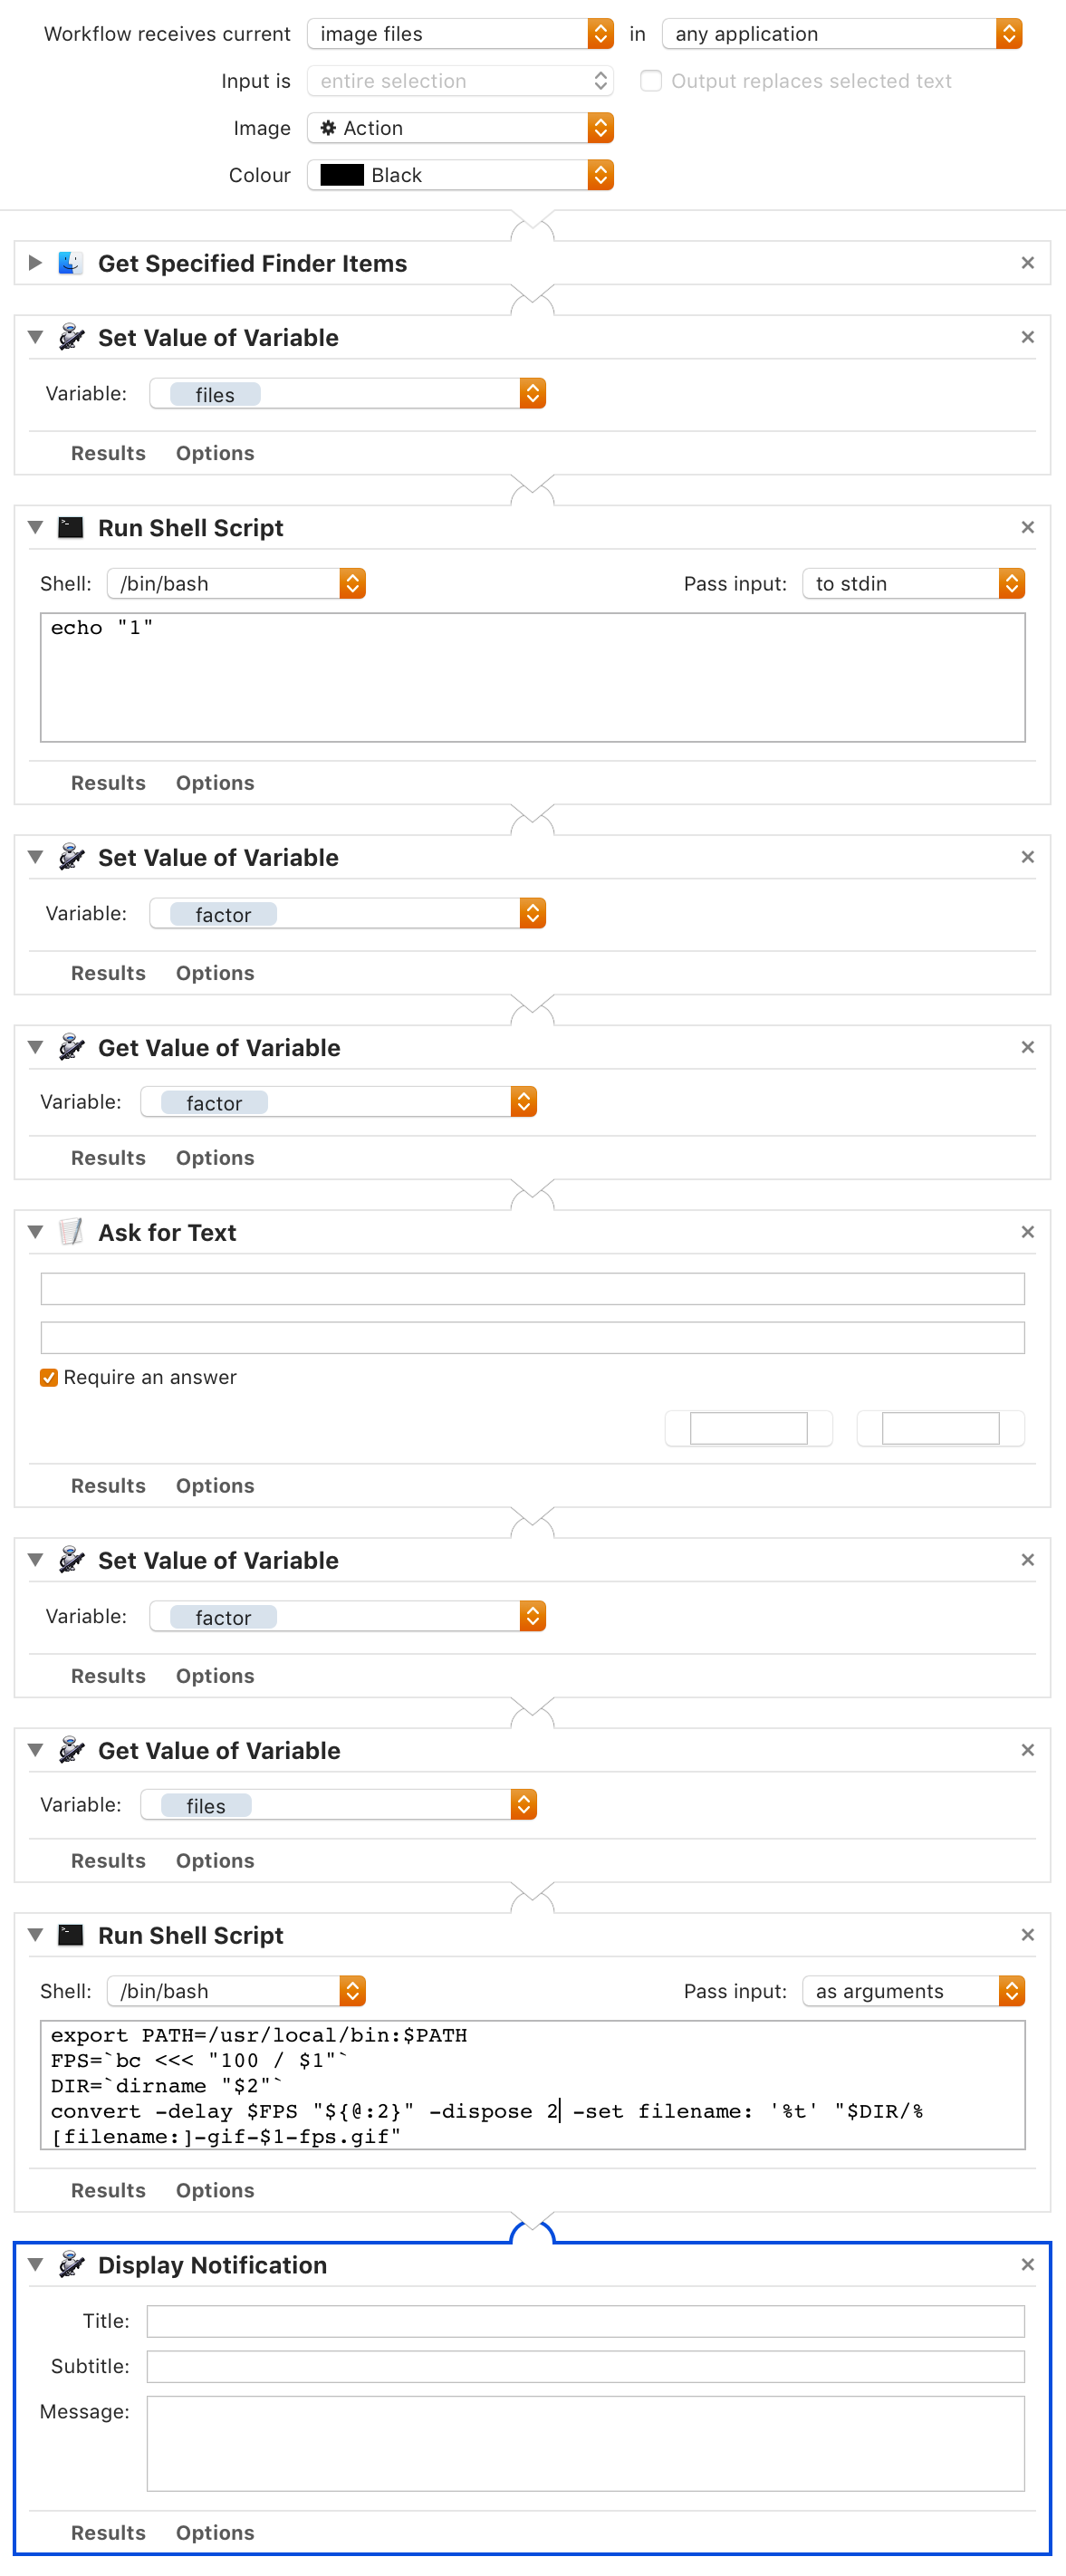 Workflow receives current image files in any application
Input is entire selection Output replaces selected text
Image Action
Colour Black
Get Specified Finder Items
Set Value of Variable
Variable: files
Results Options
Run Shell Script
Shell: /bin/bash Pass input: to stdin
echo "1"
Results Options
Set Value of Variable
Variable: factor
Results Options
Get Value of Variable
Variable: factor
Results Options
Ask for Text
Require an answer
Results Options
Set Value of Variable
Variable: factor
Results Options
Get Value of Variable
Variable: files
Results Options
Run Shell Script
Shell: /bin/bash Pass input: as arguments
export PATH=/usr/local/bin:$PATH
FPS=`bc <<< "100 / $1"`
DIR=`dirname "$2"`
convert -delay $FPS "${@:2}" -dispose 2 -set filename: '%t' "$DIR/%
[filename:]-gif-$1-fps.gif"
Results Options
Display Notification
Title:
Subtitle:
Message:
Results Options